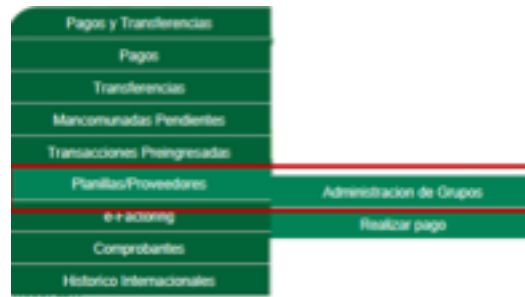 Pagos y Transferencias
Pagos
Transferencias
Mancomunadas Pendientes
Transacciones Preingresadas
Planillas/Proveedores
Administracion de Grupos
e-Factoring
Realizar pago
Comprobantes
Historico Internacionales